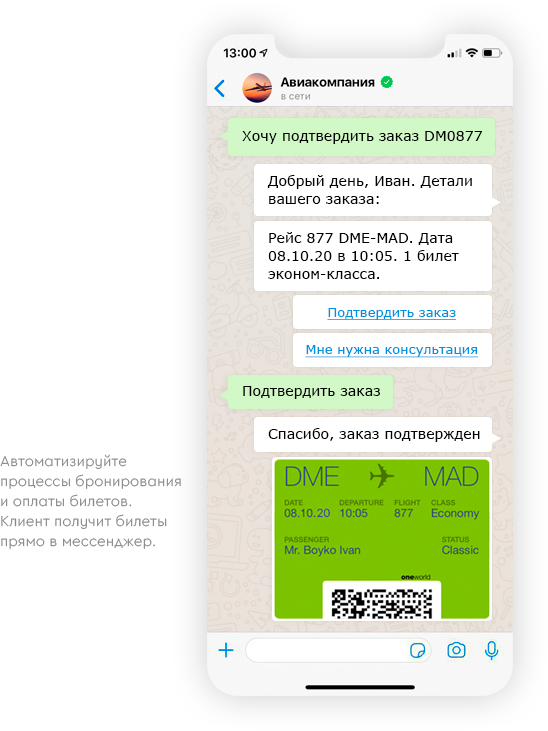 13:00
Авиакомпания
в сети
Хочу подтвердить заказ DM0877
Добрый день, Иван. Детали
вашего заказа:
Рейс 877 DME-MAD. Дата
08.10.20 в 10:05. 1 билет
эконом-класса.
Подтвердить заказ
Мне нужна консультация
Подтвердить заказ
Спасибо, заказ подтвержден
DME MAD
DATE DEPARTURE FLIGHT CLASS
08.10.20 10:05 877 Economy
PASSENGER STATUS
Mr. Boyko Ivan Classic
oneworld
Автоматизируйте
процессы бронирования
и оплаты билетов.
Клиент получит билеты
прямо в мессенджер.